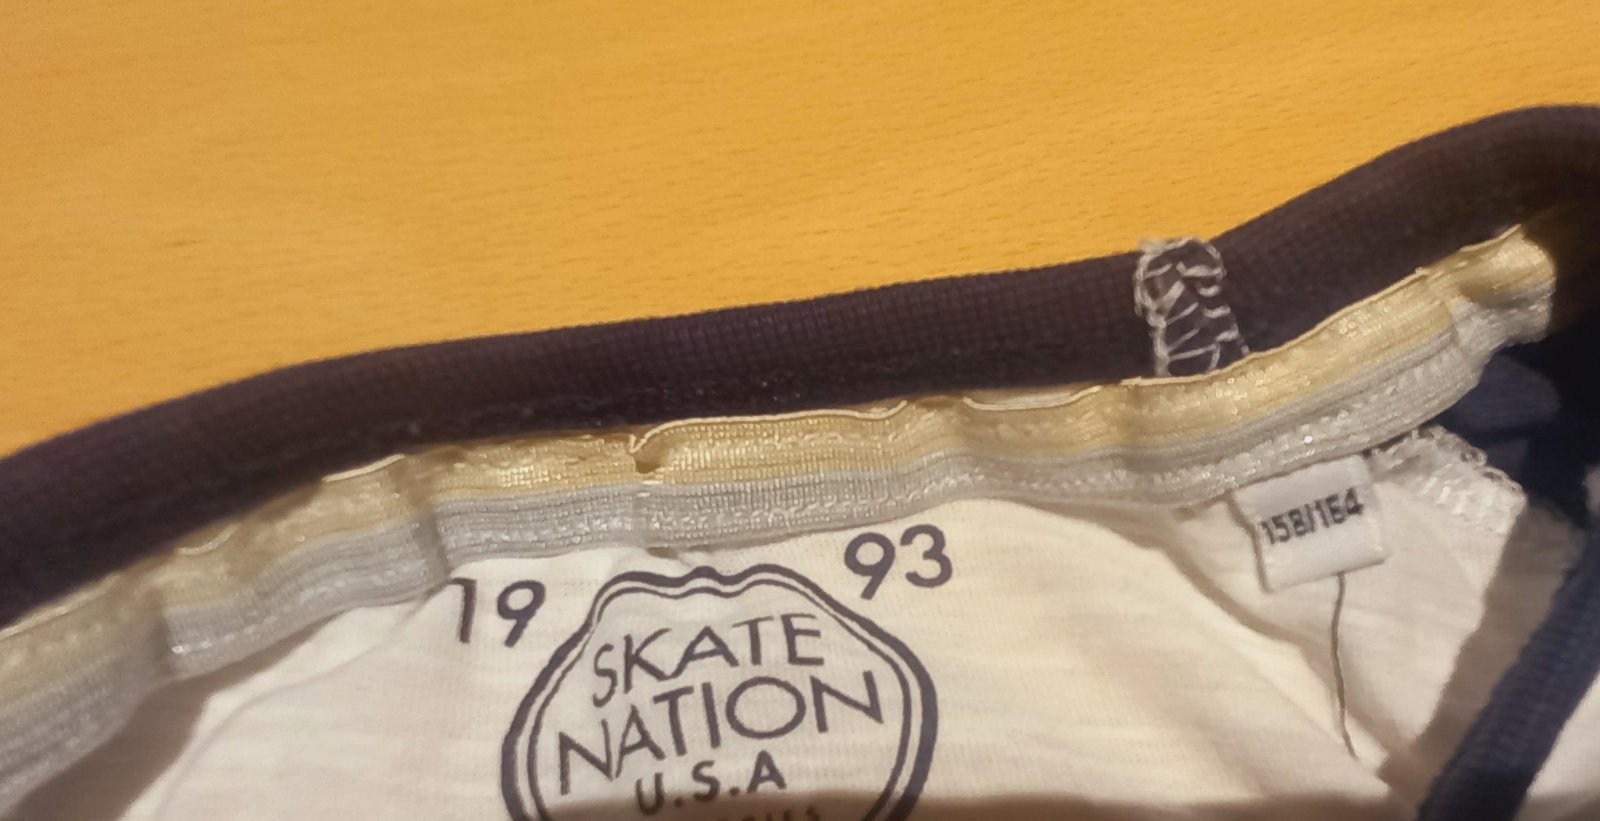 19
93
SKATE
NATION
U.S.A
158/164